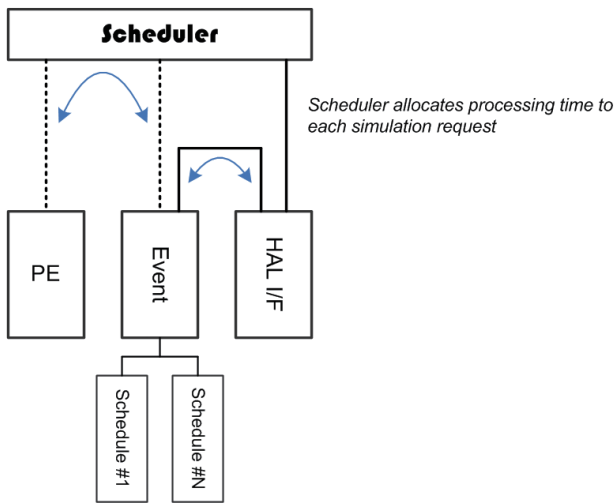 Scheduler
Scheduler allocates processing time to
each simulation request
PE
Event
HAL I/F
Schedule #1
Schedule #N